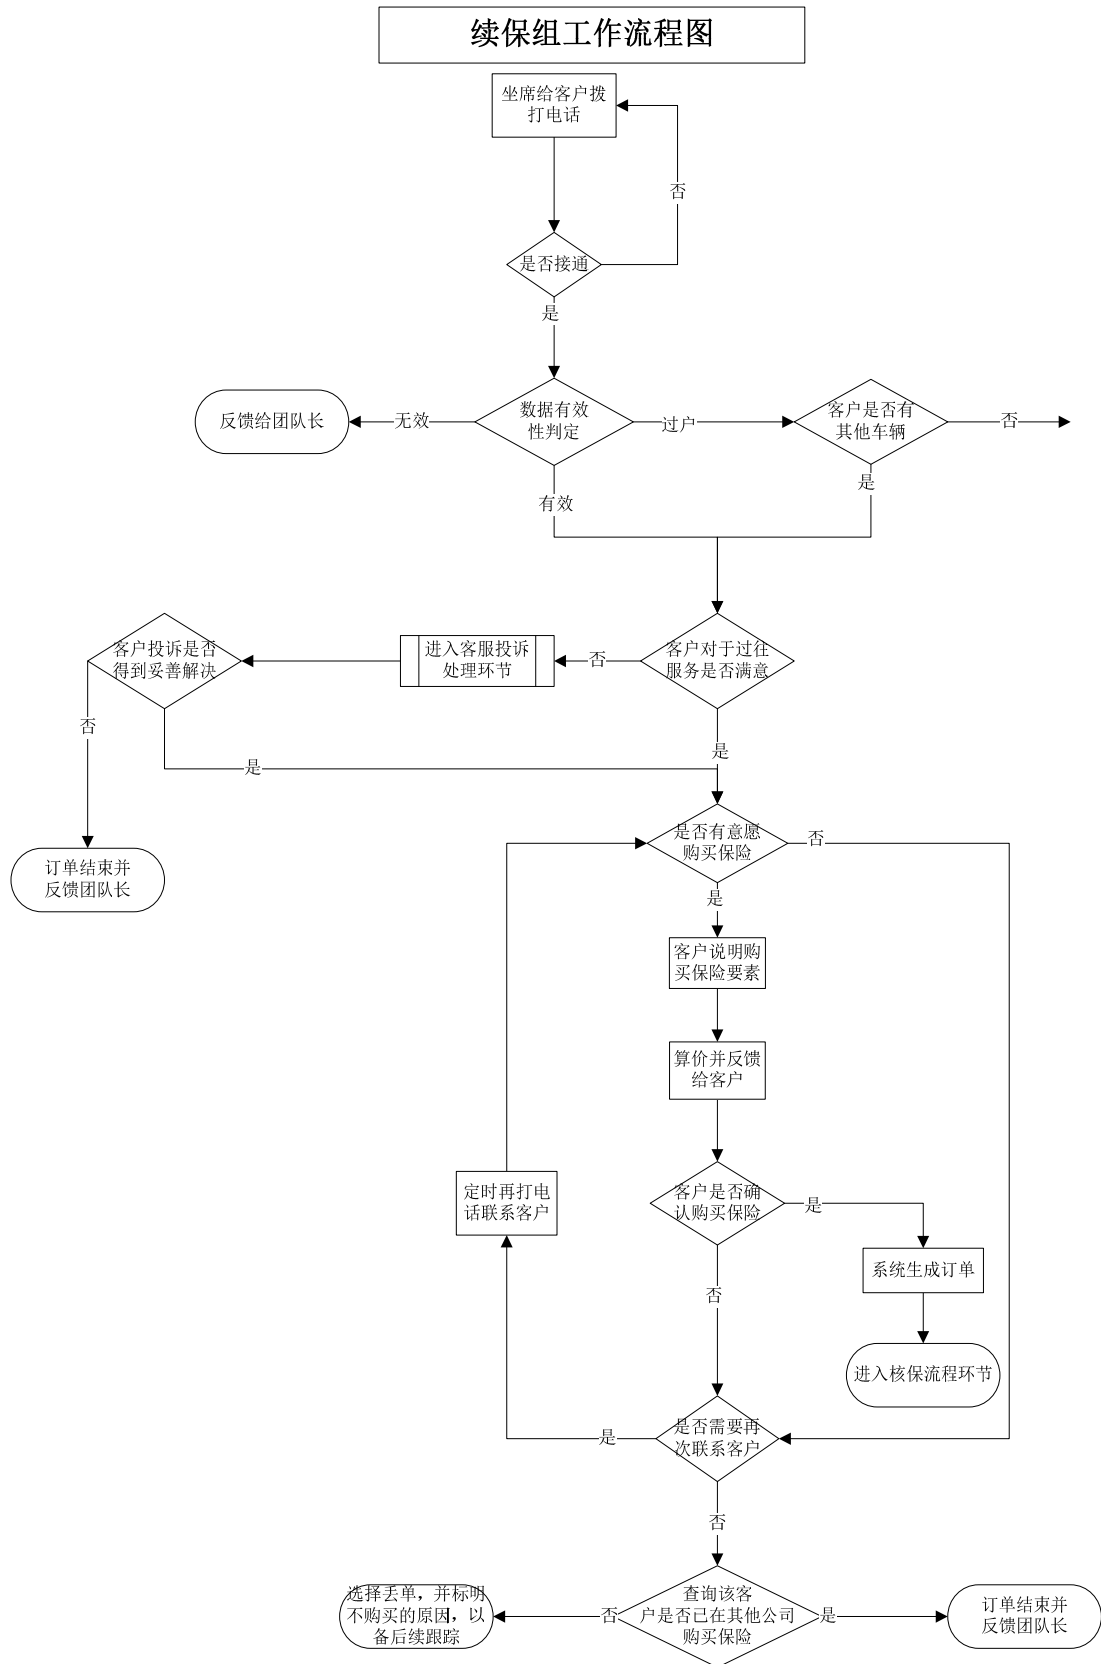 续保组工作流程图
坐席给客户拨
打电话
否
是否接通
是
反馈给团队长
无效
数据有效
性判定
过户
客户是否有
其他车辆
否
有效
是
客户投诉是否
得到妥善解决
进入客服投诉
处理环节
否
客户对于过往
服务是否满意
否
是
是
是否有意愿
购买保险
否
订单结束并
反馈团队长
是
客户说明购
买保险要素
算价并反馈
给客户
定时再打电
话联系客户
客户是否确
认购买保险
是
系统生成订单
否
进入核保流程环节
是
是否需要再
次联系客户
否
选择丢单，并标明
不购买的原因，以
备后续跟踪
否
查询该客
户是否已在其他公司
购买保险
是
订单结束并
反馈团队长